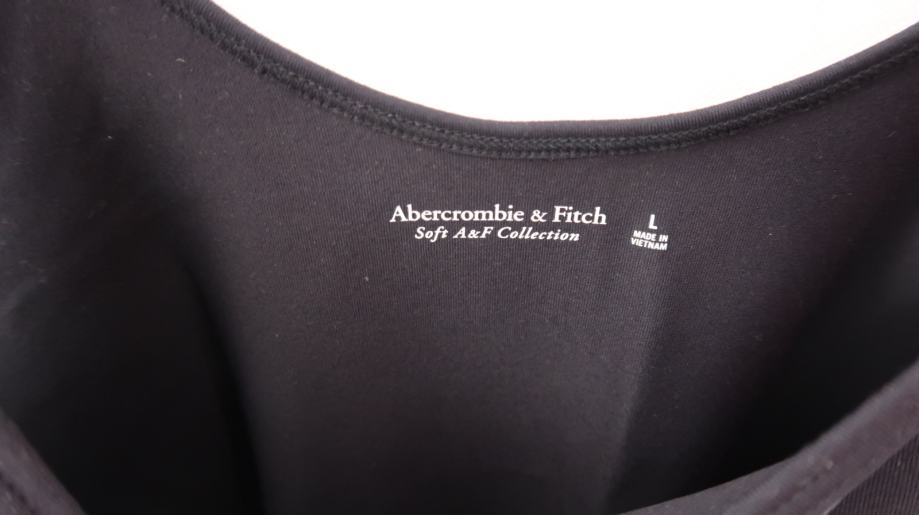 Abercrombie & Fitch
Soft A&F Collection
L
MADE IN
VIETNAM